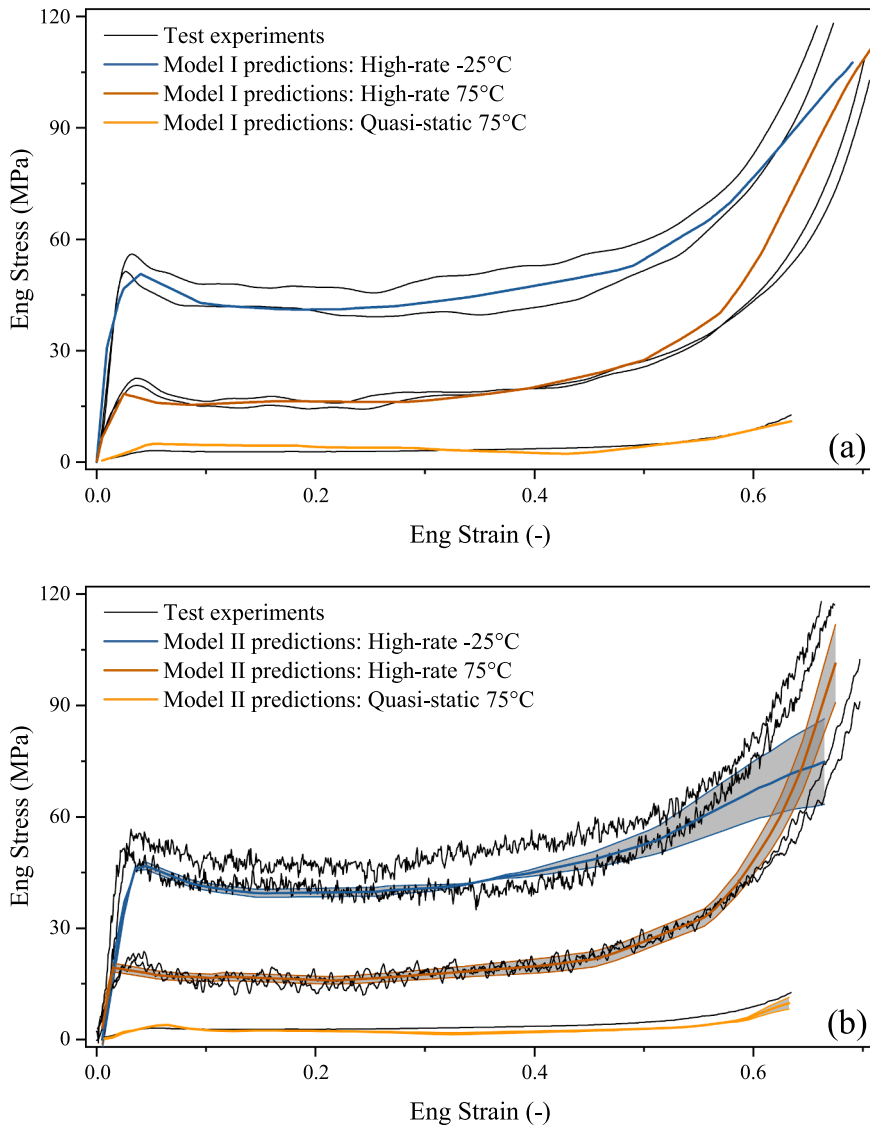 120
90
60
30
0
Eng Stress (MPa)
Test experiments
Model I predictions: High-rate -25°C
Model I predictions: High-rate 75°C
Model I predictions: Quasi-static 75°C
(a)
0.0 0.2 0.4 0.6
Eng Strain (-)
120
90
60
30
0
Eng Stress (MPa)
Test experiments
Model II predictions: High-rate -25°C
Model II predictions: High-rate 75°C
Model II predictions: Quasi-static 75°C
(b)
0.0 0.2 0.4 0.6
Eng Strain (-)